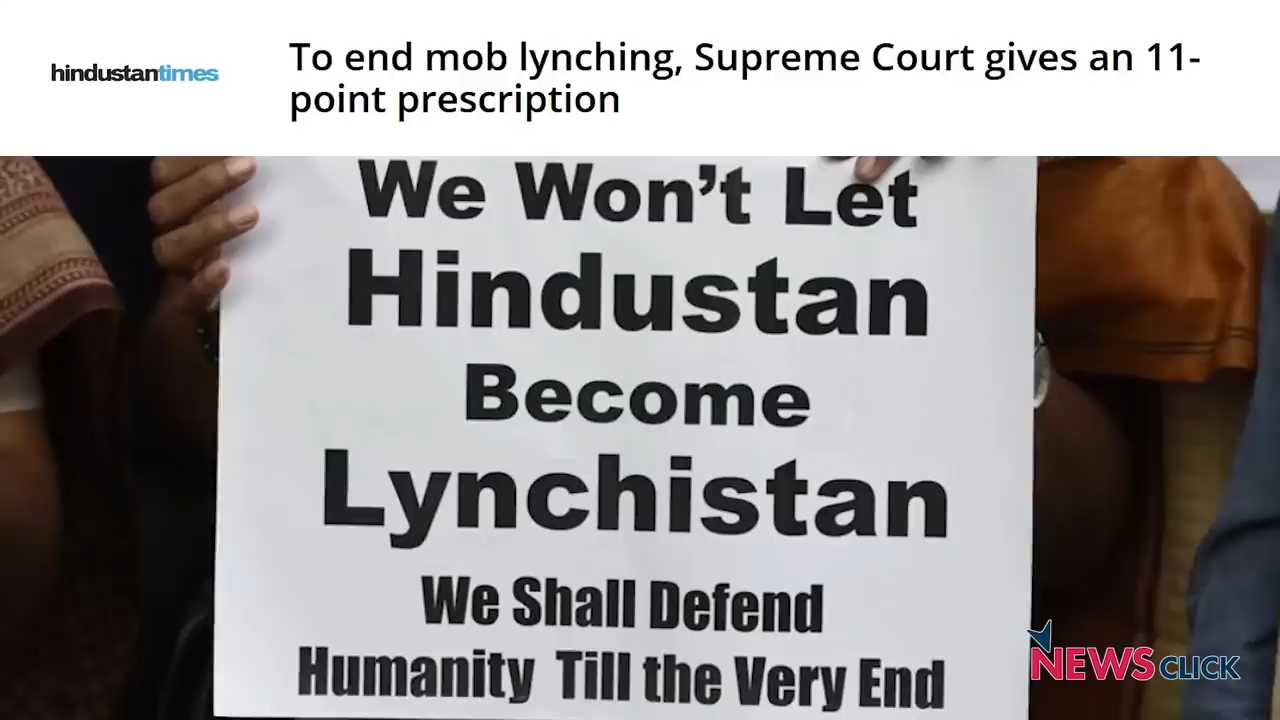 hindustantimes
To end mob lynching, Supreme Court gives an 11-
point prescription
We Won't Let
Hindustan
Become
Lynchistan
We Shall Defend
Humanity Till the Very End
NEWSCLICK